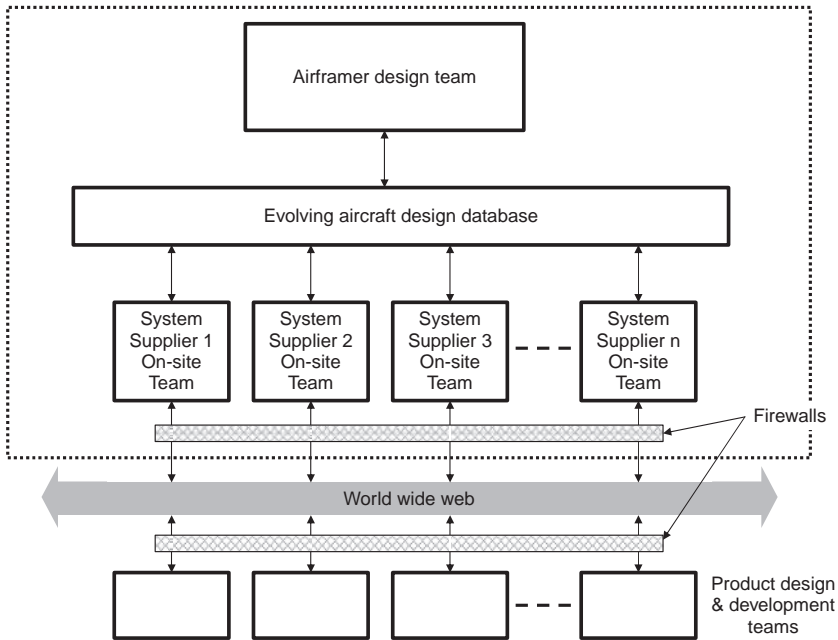 Airframer design team
Evolving aircraft design database
System
Supplier 1
On-site
Team
System
Supplier 2
On-site
Team
System
Supplier 3
On-site
Team
System
Supplier n
On-site
Team
Firewalls
World wide web
Product design
& development
teams